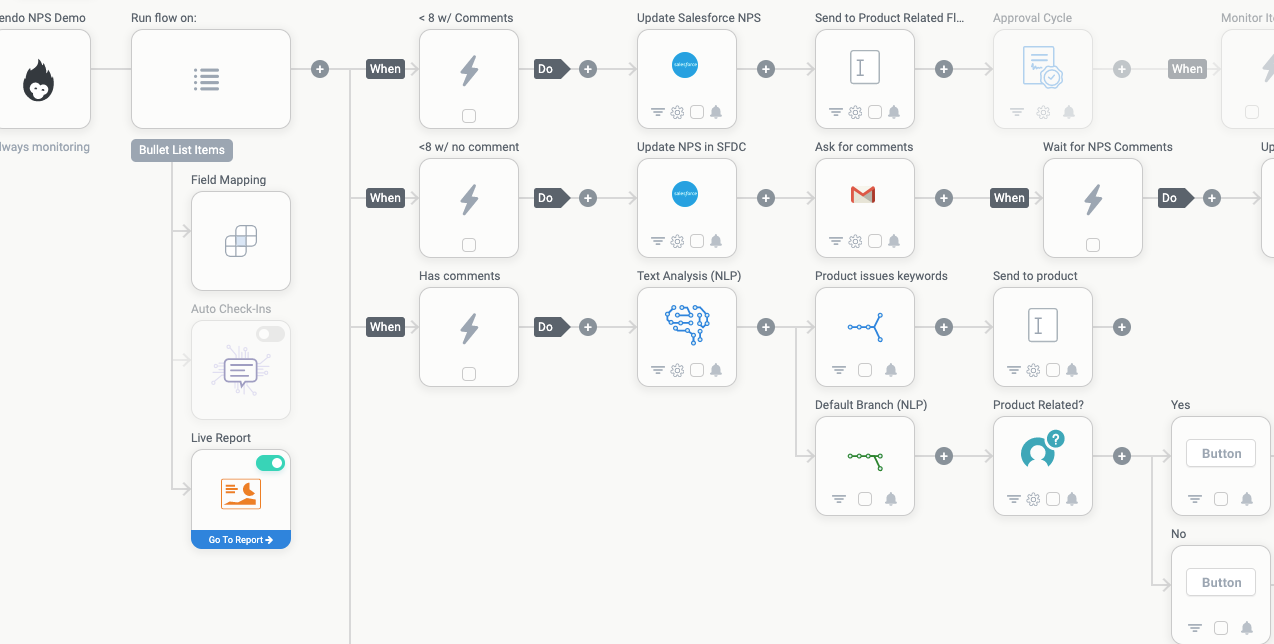 endo NPS Demo
Run flow on:
< 8 w/ Comments
Update Salesforce NPS
Send to Product Related Fl...
Approval Cycle
Monitor Ite
When
Do
salesforce
When
lways monitoring
Bullet List Items
<8 w/ no comment
Update NPS in SFDC
Ask for comments
Wait for NPS Comments
Up
Field Mapping
When
Do
salesforce
When
Do
Auto Check-Ins
Has comments
Text Analysis (NLP)
Product issues keywords
Send to product
When
Do
Live Report
Go To Report →
Default Branch (NLP)
Product Related?
Yes
?
Button
No
Button